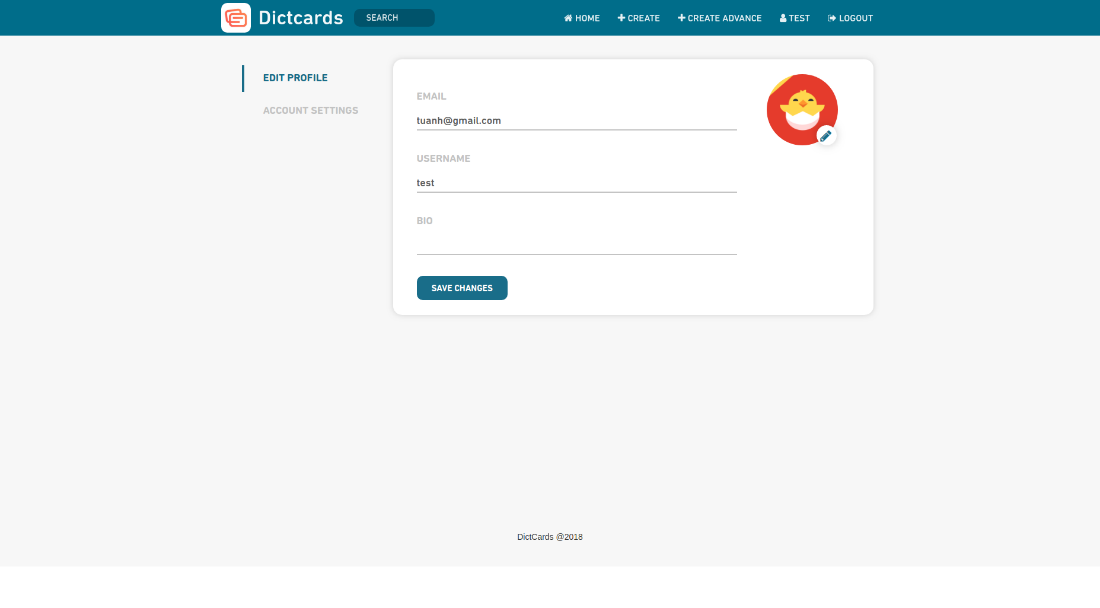 Dictcards SEARCH HOME CREATE CREATE ADVANCE TEST LOGOUT
EDIT PROFILE
ACCOUNT SETTINGS
EMAIL
tuanh@gmail.com
USERNAME
test
BIO
SAVE CHANGES
DictCards @2018